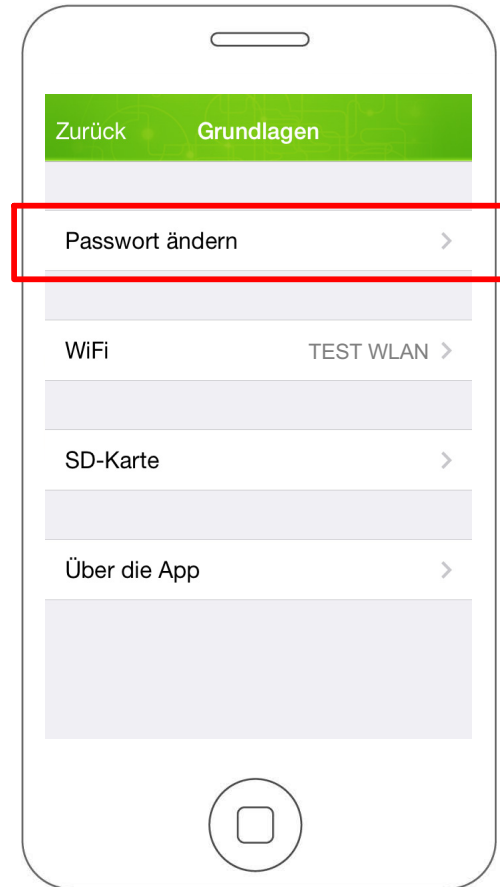 Zurück Grundlagen
Passwort ändern
WiFi TEST WLAN
SD-Karte
Über die App